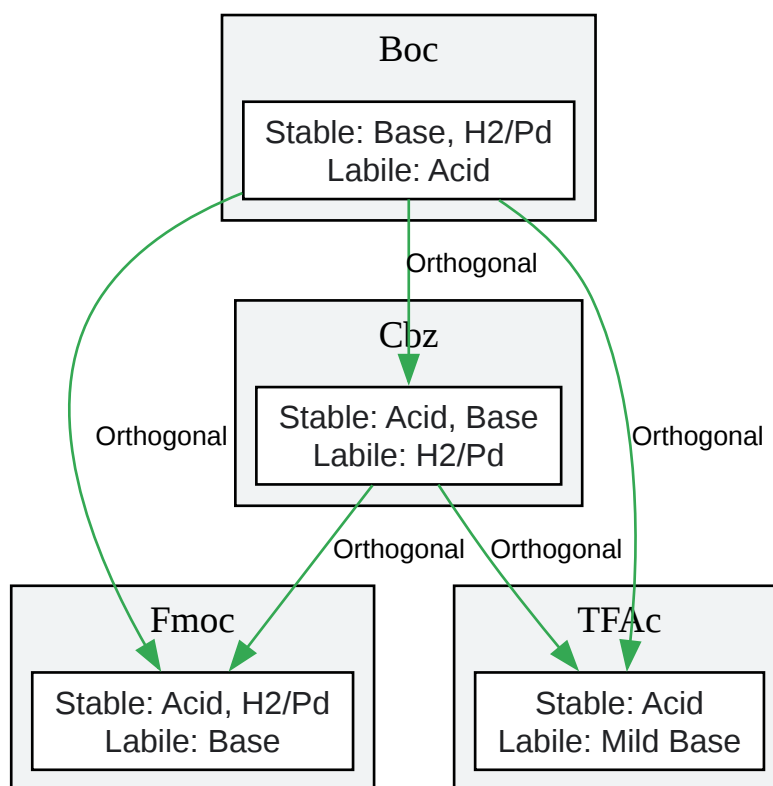 Boc
Stable: Base, H2/Pd
Labile: Acid
Orthogonal
Cbz
Stable: Acid, Base
Labile: H2/Pd
Orthogonal
Orthogonal
Orthogonal
Orthogonal
Fmoc
Stable: Acid, H2/Pd
Labile: Base
TFAc
Stable: Acid
Labile: Mild Base